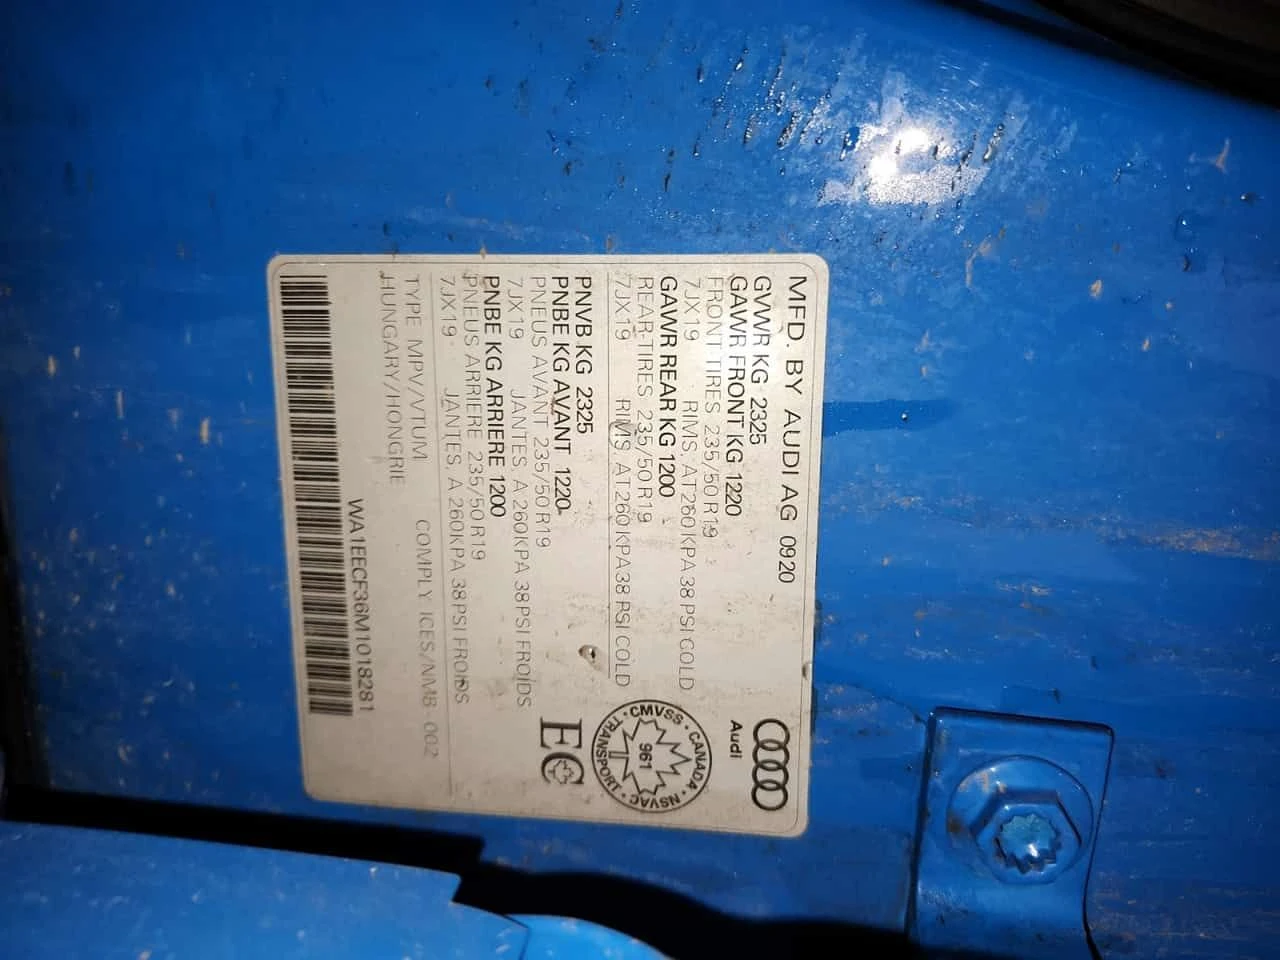 MFD. BY AUDI AG 09/20
Audi
GVWR KG 2325
GAWR FRONT KG 1220
FRONT TIRES 235/50 R19
7JX19 RIMS, AT 260 KPA 38 PSI COLD
GAWR REAR KG 1200
REAR TIRES 235/50 R19
7JX19 RIMS, AT 260 KPA 38 PSI COLD
PNVB KG 2325
PNBE KG AVANT 1220
PNEUS AVANT 235/50 R19
7JX19 JANTES, A 260KPA 38 PSI FROIDS
PNBE KG ARRIERE 1200
PNEUS ARRIERE 235/50 R19
7JX19 JANTES, A 260KPA 38 PSI FROIDS
CMVSS · CANADA · NSVAC · TRANSPORT
961
EC
TYPE MPV/VTUM COMPLY ICES/NMB-002
HUNGARY/HONGRIE
WA1EECF36M1018281